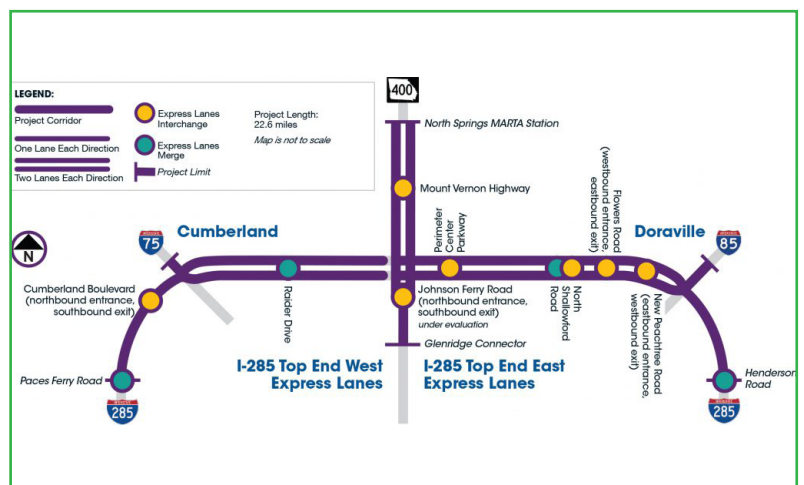 LEGEND:
Project Corridor
One Lane Each Direction
Two Lanes Each Direction
Express Lanes
Interchange
Express Lanes
Merge
Project Limit
Project Length:
22.6 miles
Map is not to scale
400
North Springs MARTA Station
Mount Vernon Highway
Perimeter
Center
Parkway
Flowers Road
(westbound entrance,
eastbound exit)
N
75
Cumberland
Doraville
85
Cumberland Boulevard
(northbound entrance,
southbound exit)
Raider Drive
Johnson Ferry Road
(northbound entrance,
southbound exit)
under evaluation
North
Shallowford
Road
New Peachtree Road
(eastbound entrance,
westbound exit)
Glenridge Connector
I-285 Top End West
Express Lanes
I-285 Top End East
Express Lanes
Paces Ferry Road
285
Henderson
Road
285